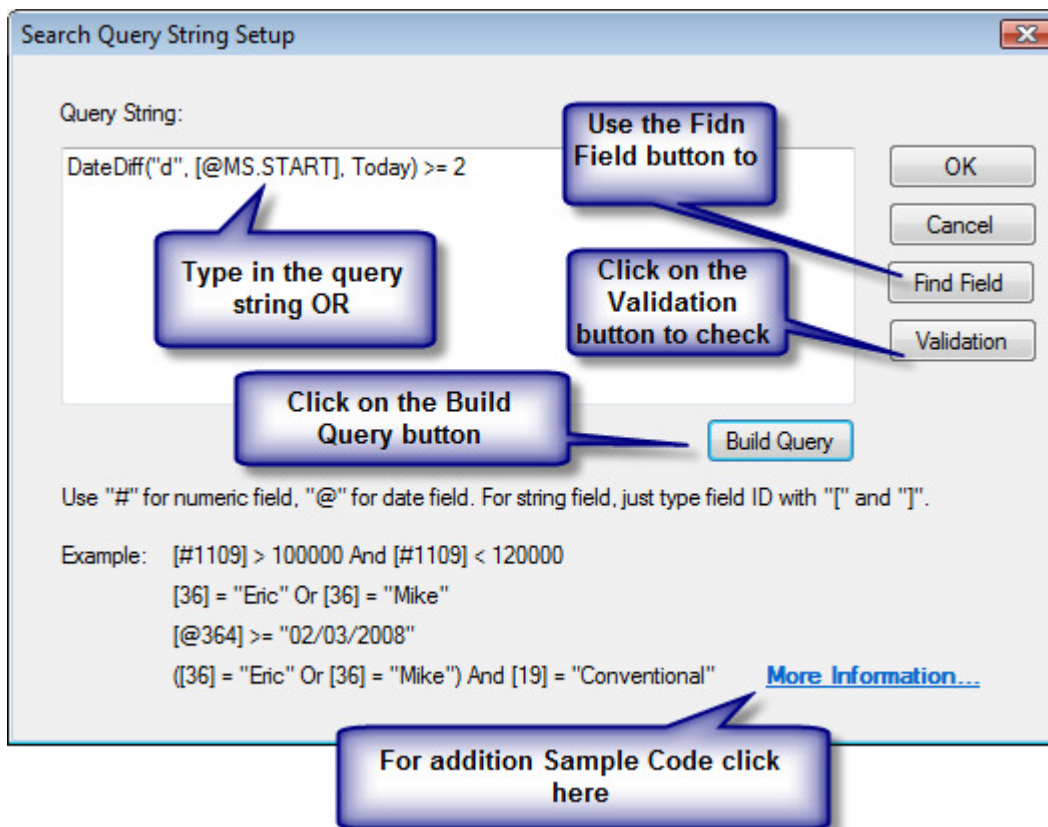 Search Query String Setup
Query String:
DateDiff("d", [@MS.START], Today) >= 2
Type in the query
string OR
Use the Fidn
Field button to
OK
Cancel
Find Field
Click on the
Validation
button to check
Validation
Click on the Build
Query button
Build Query
Use "#" for numeric field, "@" for date field. For string field, just type field ID with "[" and "]".
Example: [#1109] > 100000 And [#1109] < 120000
[36] = "Eric" Or [36] = "Mike"
[@364] >= "02/03/2008"
([36] = "Eric" Or [36] = "Mike") And [19] = "Conventional" More Information...
For addition Sample Code click
here